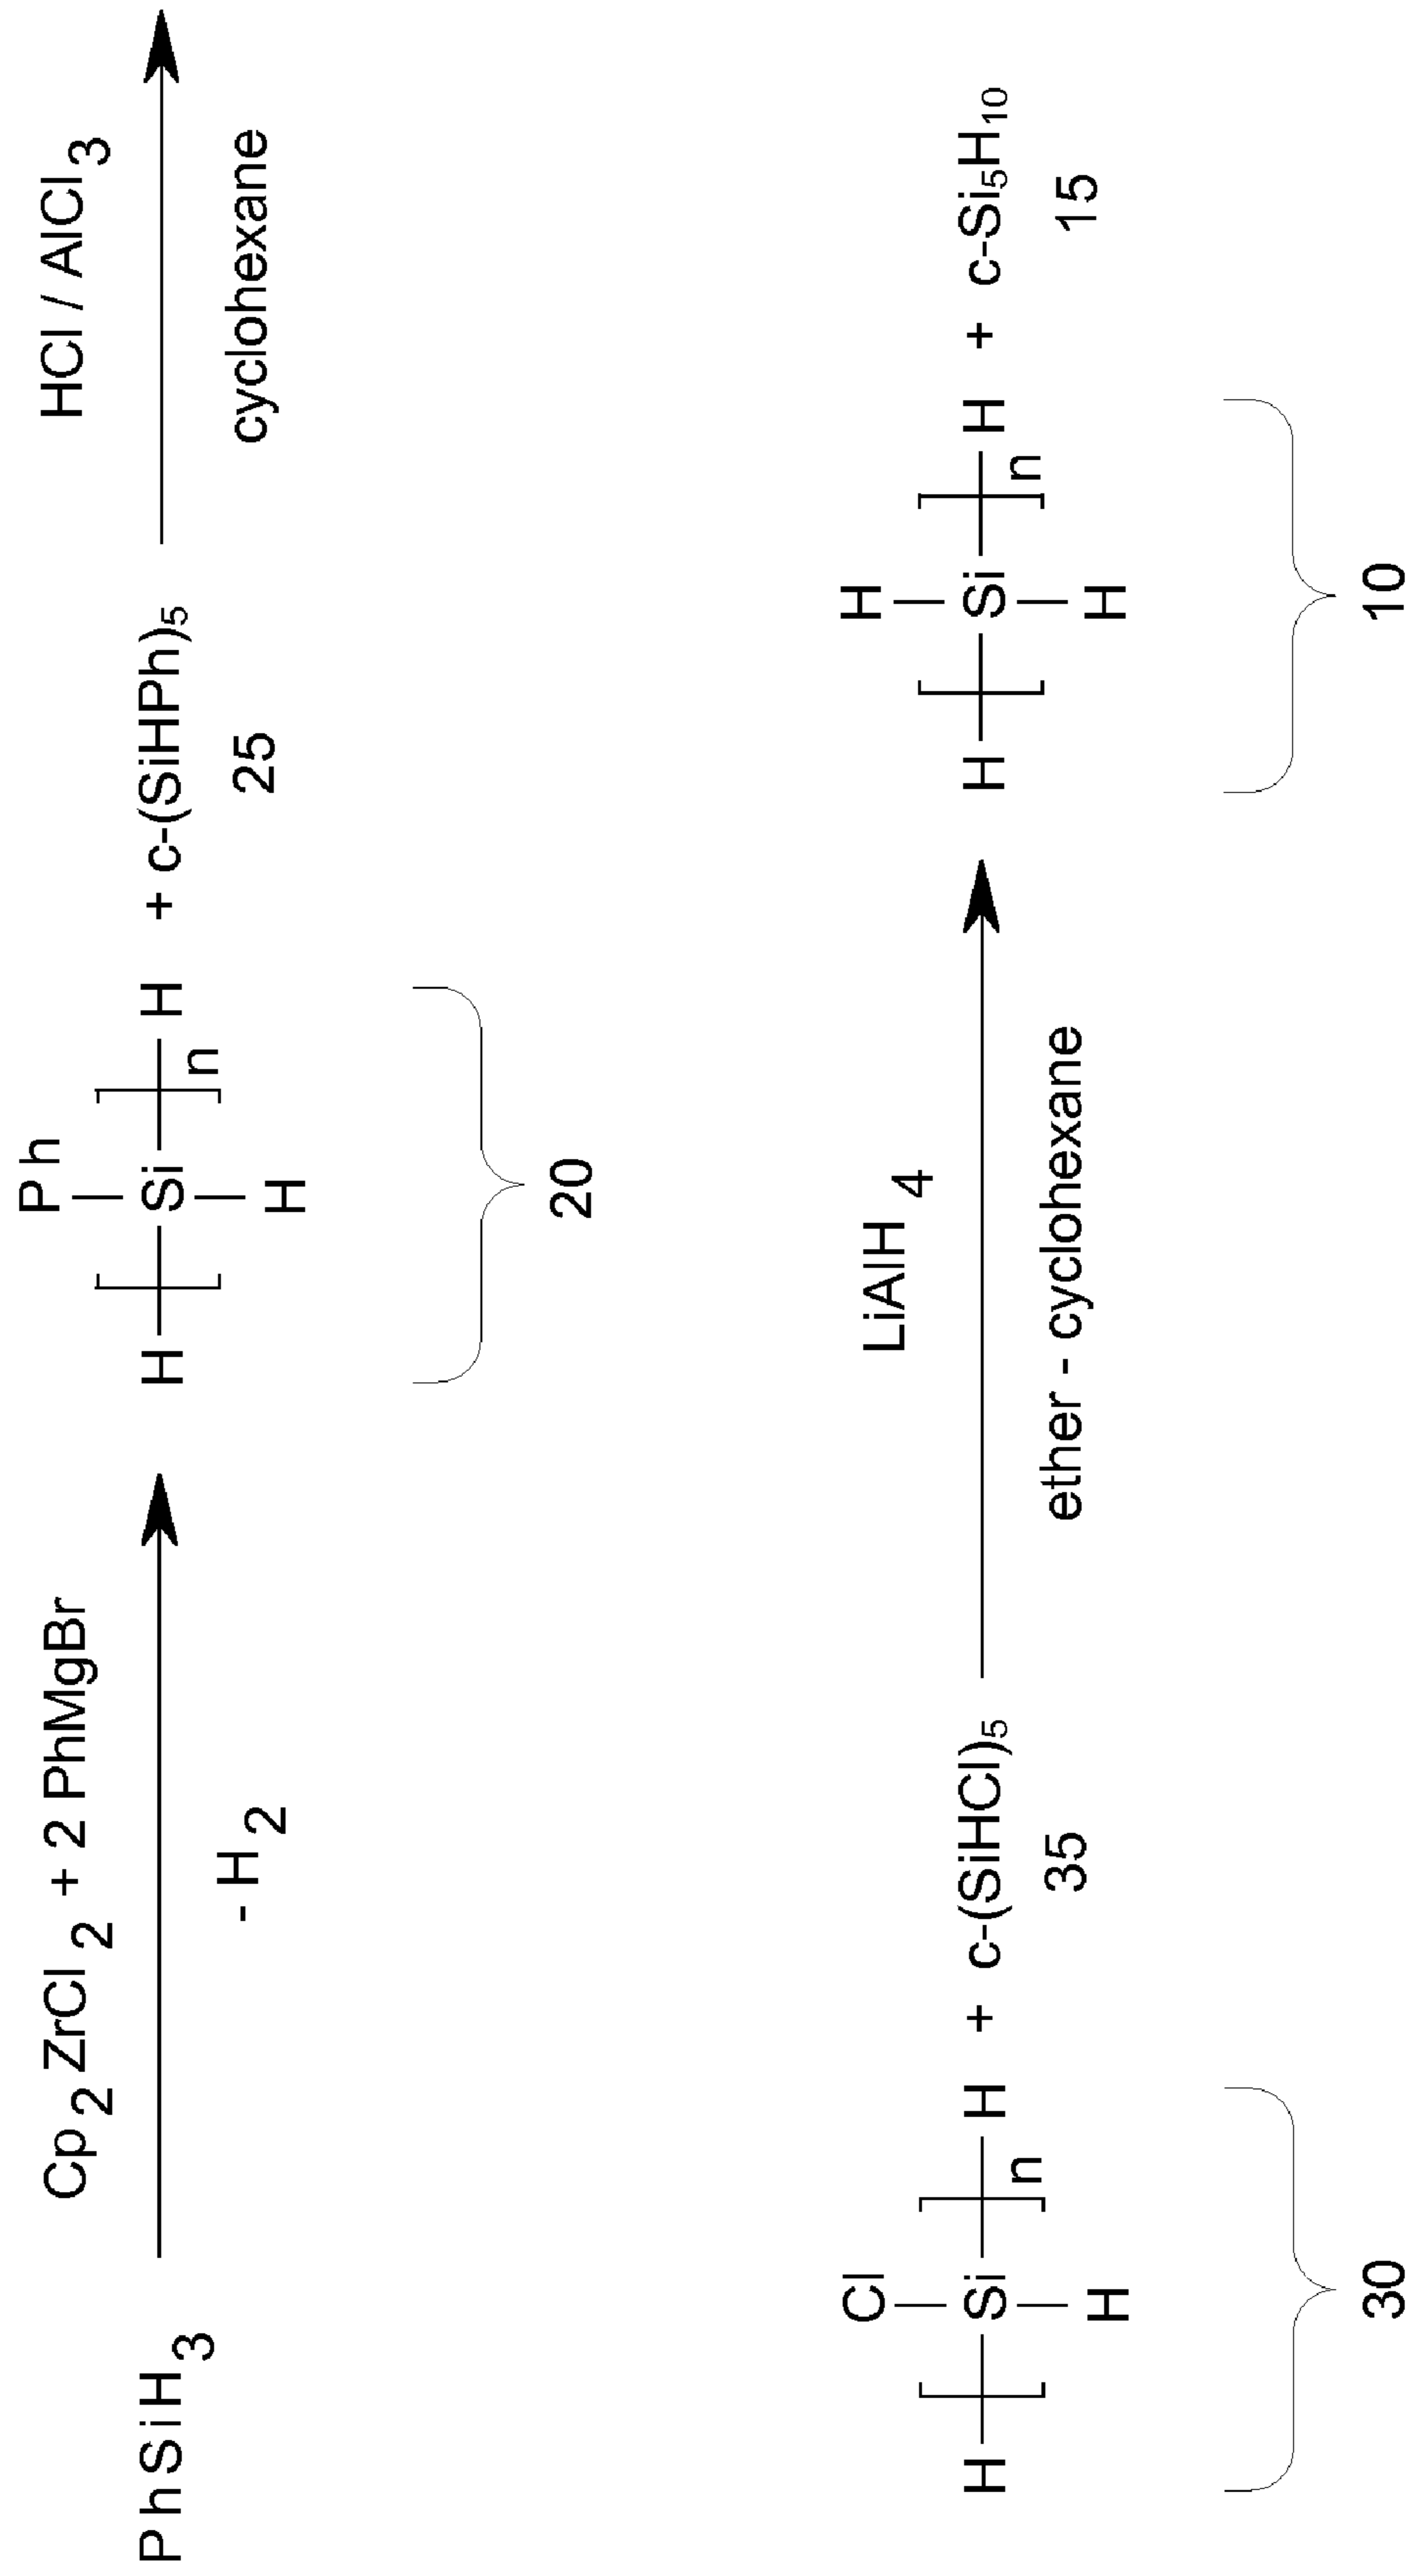 Cp2ZrCl2 + 2 PhMgBr
PhSiH3
- H2
Ph
H [ Si ]n H + c-(SiHPh)5
H
20
25
HCl / AlCl3
cyclohexane
Cl
H [ Si ]n H + c-(SiHCl)5
H
30
35
LiAlH4
ether - cyclohexane
H
H [ Si ]n H + c-Si5H10
H
10
15